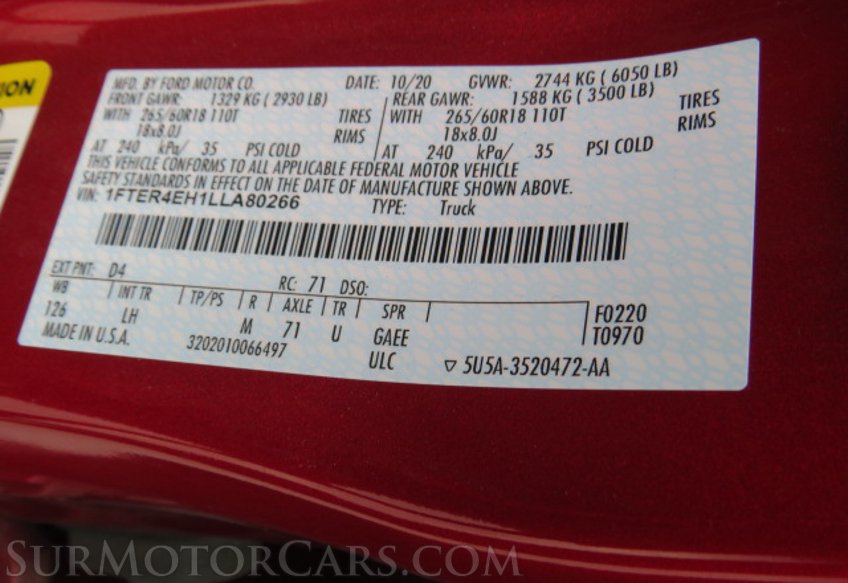 ION
MFD. BY FORD MOTOR CO. DATE: 10/20 GVWR: 2744 KG ( 6050 LB)
FRONT GAWR: 1329 KG ( 2930 LB) REAR GAWR: 1588 KG ( 3500 LB)
WITH 265/60R18 110T TIRES WITH 265/60R18 110T TIRES
18x8.0J RIMS 18x8.0J RIMS
AT 240 kPa/ 35 PSI COLD AT 240 kPa/ 35 PSI COLD
THIS VEHICLE CONFORMS TO ALL APPLICABLE FEDERAL MOTOR VEHICLE
SAFETY STANDARDS IN EFFECT ON THE DATE OF MANUFACTURE SHOWN ABOVE.
VIN: 1FTER4EH1LLA80266 TYPE: Truck
EXT PNT: D4 RC: 71 DSO:
WB INT TR TP/PS R AXLE TR SPR F0220
126 LH M 71 U GAEE T0970
MADE IN U.S.A. 3202010066497 ULC ▽ 5U5A-3520472-AA
SURMOTORCARS.COM